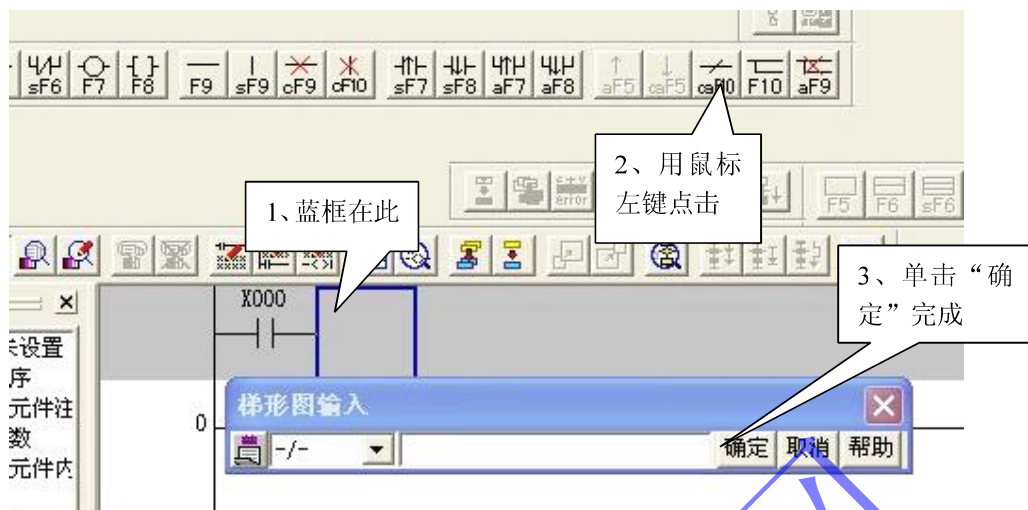 sF6 F7 F8 F9 sF9 cF9 cF10 sF7 sF8 aF7 aF8 aF5 caF5 caF10 F10 aF9
2、用鼠标
左键点击
1、蓝框在此
error
F5 F6 sF6
3、单击“确
定”完成
X000
未设置
序
元件注
数
元件内
0
梯形图输入
-/-
确定 取消 帮助